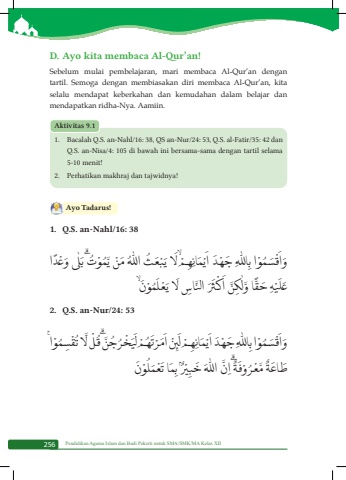 D. Ayo kita membaca Al-Qur'an!
Sebelum mulai pembelajaran, mari membaca Al-Qur'an dengan
tartil. Semoga dengan membiasakan diri membaca Al-Qur'an, kita
selalu mendapat keberkahan dan kemudahan dalam belajar dan
mendapatkan ridha-Nya. Aamiin.
Aktivitas 9.1
1. Bacalah Q.S. an-Nahl/16: 38, QS an-Nur/24: 53, Q.S. al-Fatir/35: 42 dan
QS. an-Nisa/4: 105 di bawah ini bersama-sama dengan tartil selama
5-10 menit!
2. Perhatikan makhraj dan tajwidnya!
Ayo Tadarus!
1. Q.S. an-Nahl/16: 38
وَاَقْسَمُوْا بِاللّٰهِ جَهْدَ اَيْمَانِهِمْۙ لَا يَبْعَثُ اللّٰهُ مَنْ يَّمُوْتُۗ بَلٰى وَعْدًا
عَلَيْهِ حَقًّا وَّلٰكِنَّ اَكْثَرَ النَّاسِ لَا يَعْلَمُوْنَۙ
2. Q.S. an-Nur/24: 53
وَاَقْسَمُوْا بِاللّٰهِ جَهْدَ اَيْمَانِهِمْ لَىِٕنْ اَمَرْتَهُمْ لَيَخْرُجُنَّۗ قُلْ لَّا تُقْسِمُوْاۚ
طَاعَةٌ مَّعْرُوْفَةٌۗ اِنَّ اللّٰهَ خَبِيْرٌۢ بِمَا تَعْمَلُوْنَ
256 Pendidikan Agama Islam dan Budi Pekerti untuk SMA/SMK/MA Kelas XII